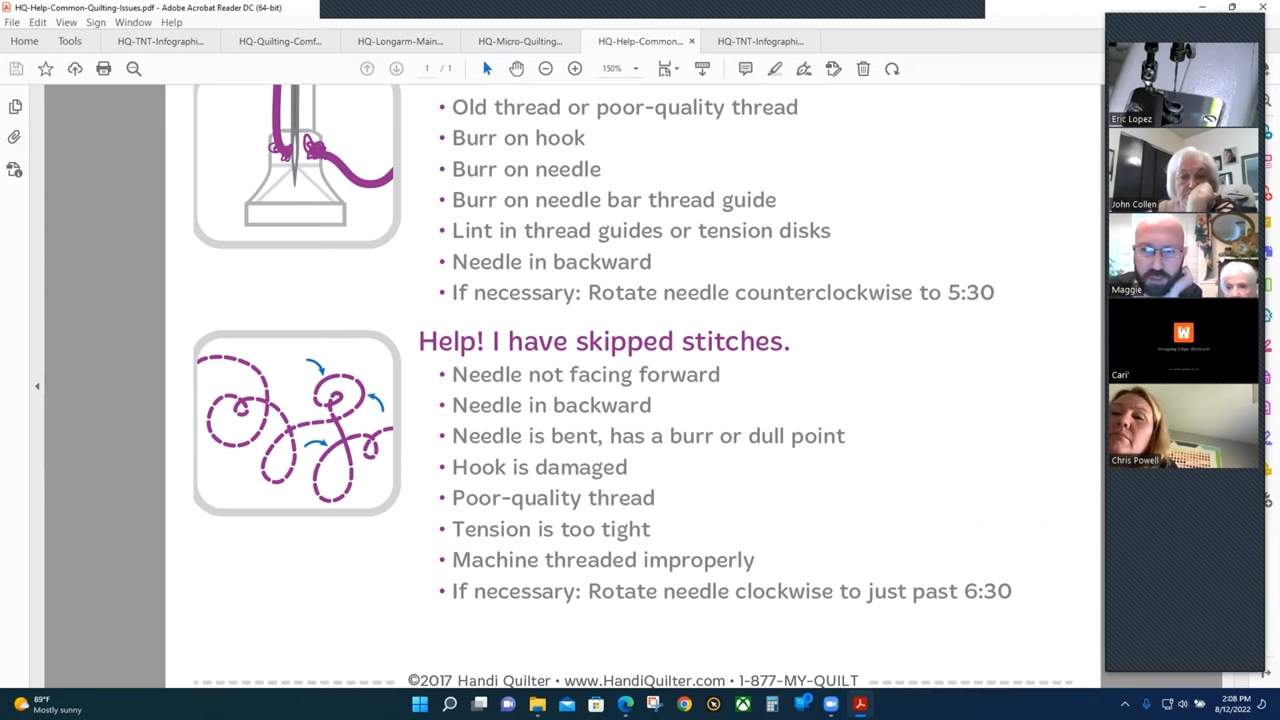 HQ-Help-Common-Quilting-Issues.pdf - Adobe Acrobat Reader DC (64-bit)
File Edit View Sign Window Help
Home Tools HQ-TNT-Infographi... HQ-Quilting-Comf... HQ-Longarm-Main... HQ-Micro-Quilting... HQ-Help-Common... × HQ-TNT-Infographi...
1 / 1 150%
• Old thread or poor-quality thread
• Burr on hook
• Burr on needle
• Burr on needle bar thread guide
• Lint in thread guides or tension disks
• Needle in backward
• If necessary: Rotate needle counterclockwise to 5:30
Help! I have skipped stitches.
• Needle not facing forward
• Needle in backward
• Needle is bent, has a burr or dull point
• Hook is damaged
• Poor-quality thread
• Tension is too tight
• Machine threaded improperly
• If necessary: Rotate needle clockwise to just past 6:30
©2017 Handi Quilter • www.HandiQuilter.com • 1-877-MY-QUILT
Eric Lopez
John Collen
Maggie
Imaging Edge Webcam
Cari'
Chris Powell
89°F
Mostly sunny
2:08 PM
8/12/2022